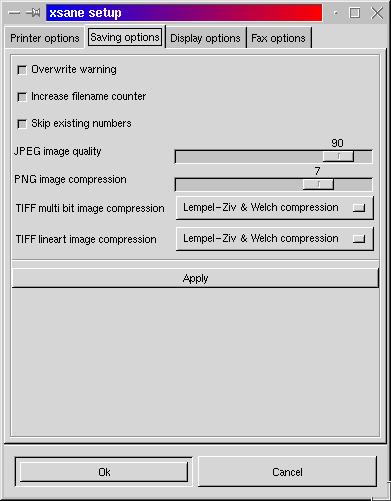 xsane setup
Printer options Saving options Display options Fax options
Overwrite warning
Increase filename counter
Skip existing numbers
90
JPEG image quality
7
PNG image compression
TIFF multi bit image compression Lempel-Ziv & Welch compression
TIFF lineart image compression Lempel-Ziv & Welch compression
Apply
Ok Cancel